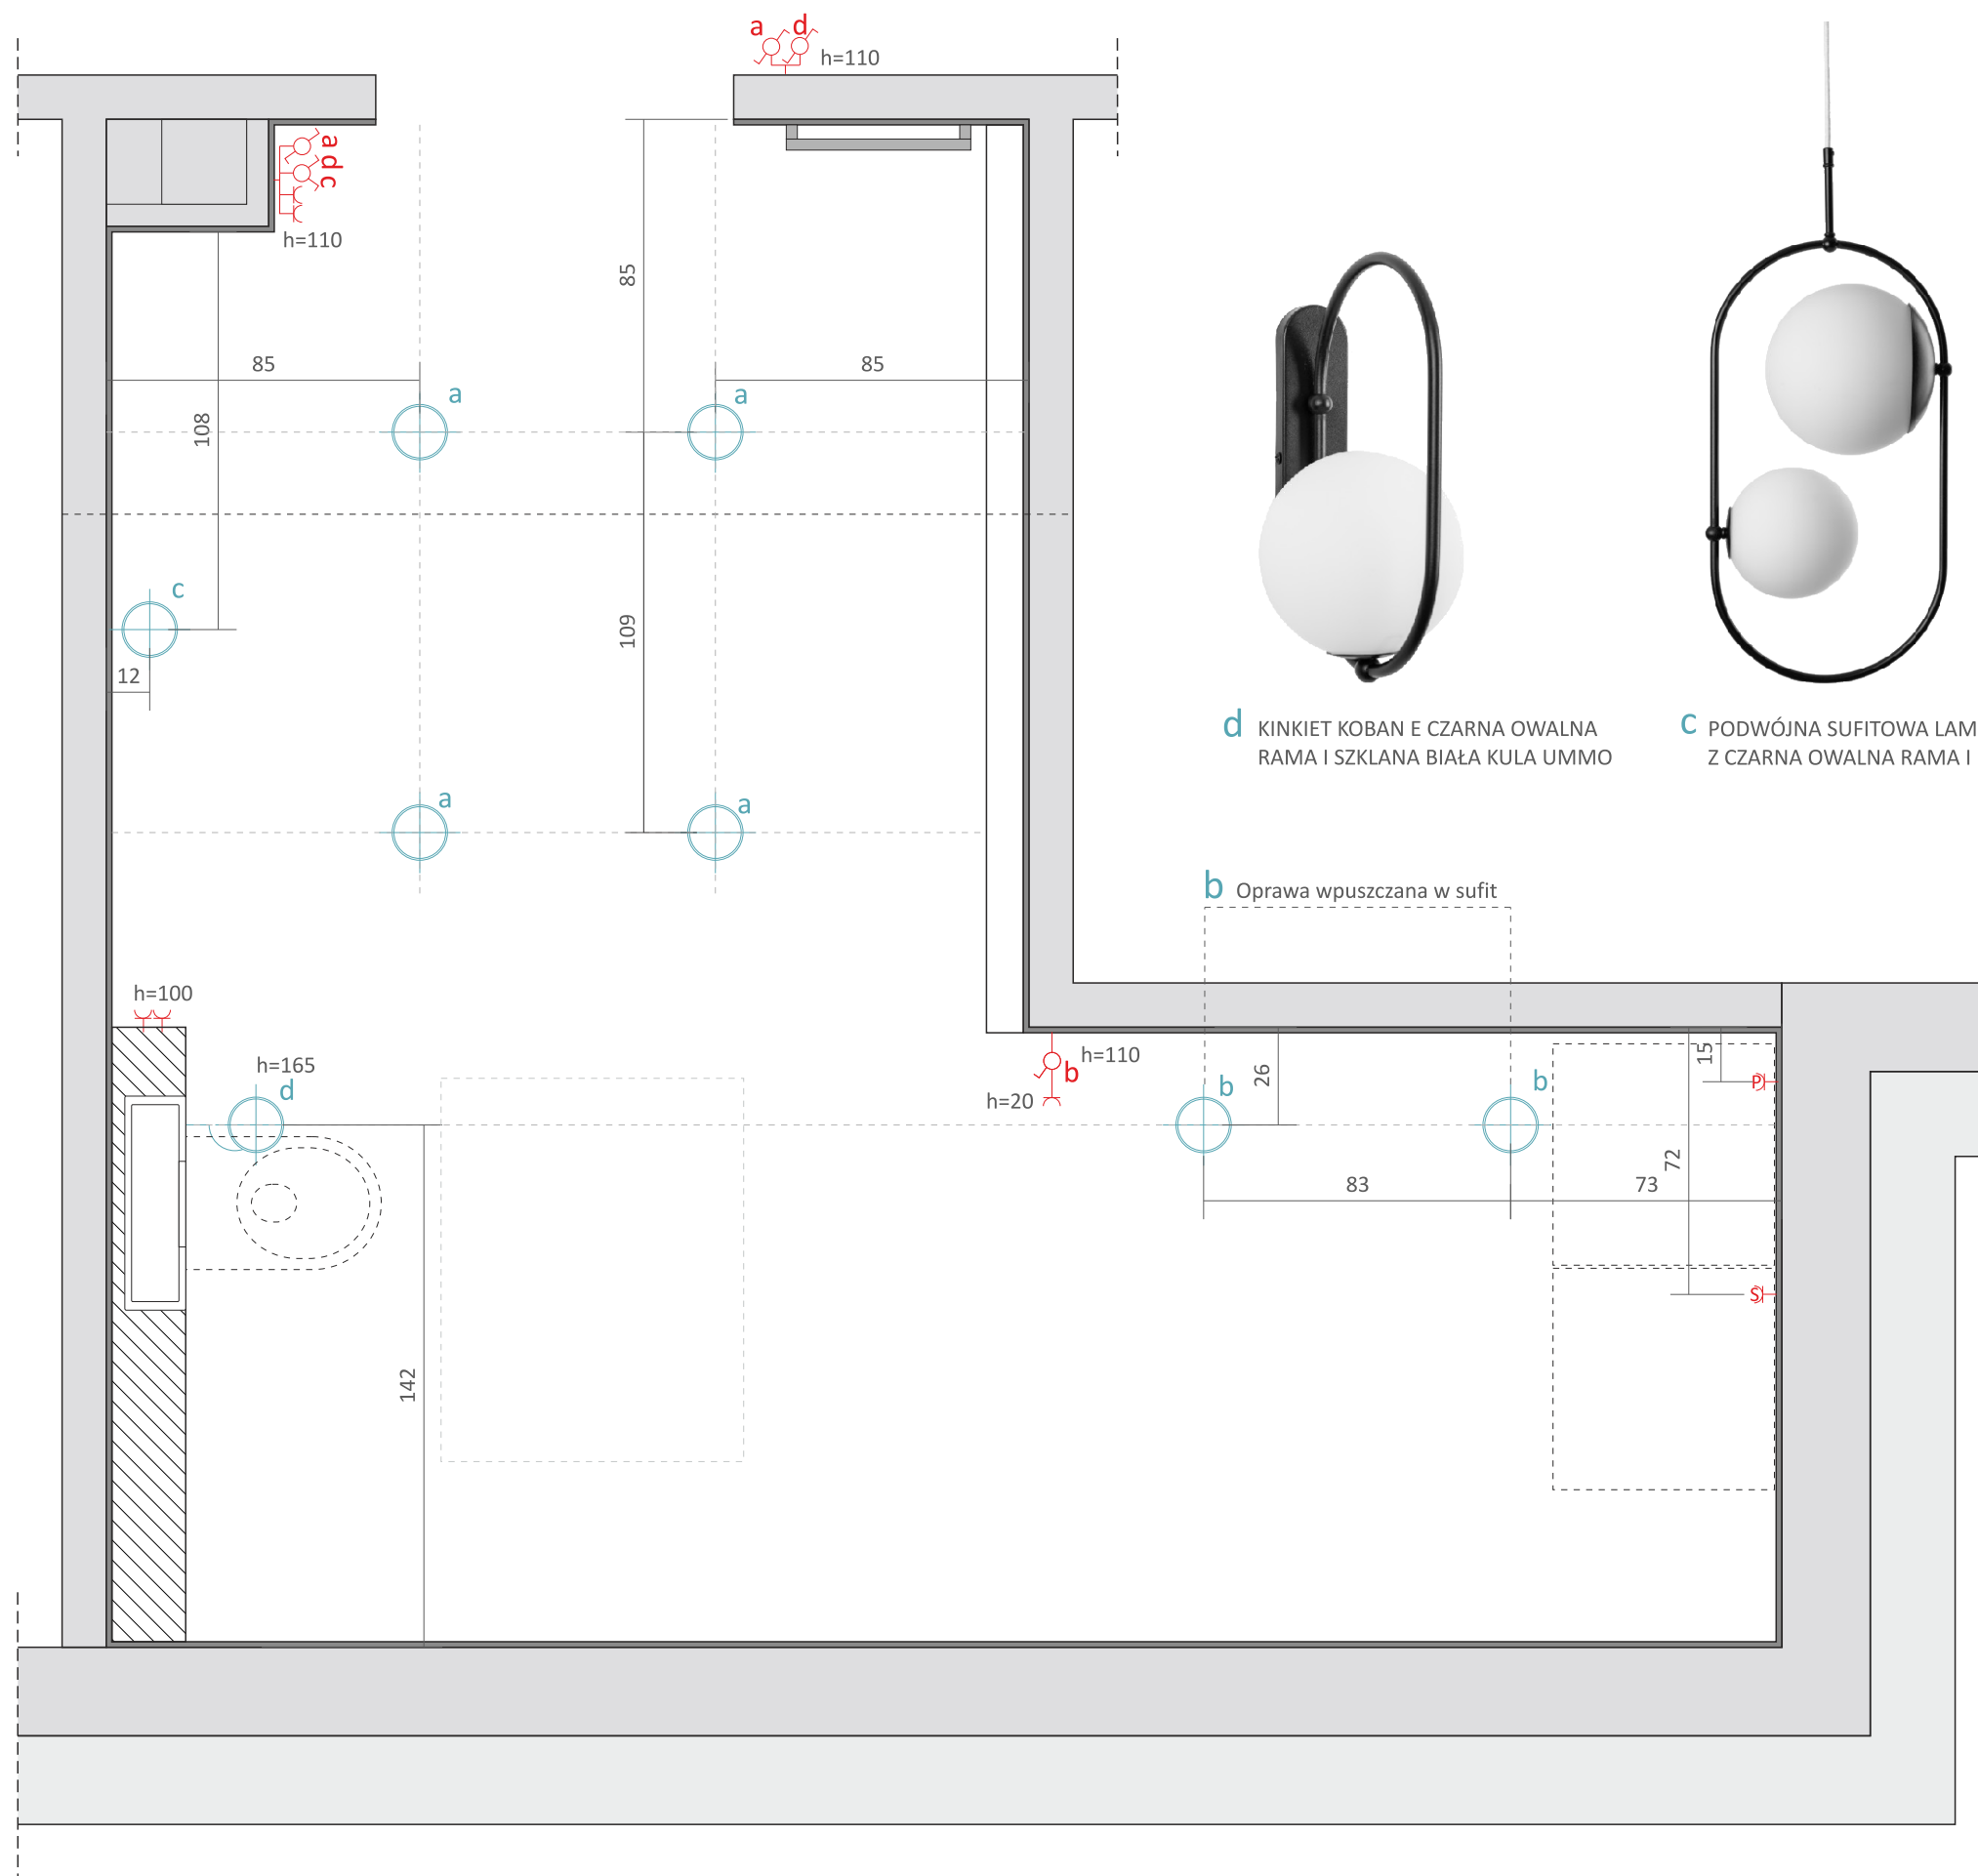 a d
h=110
a d c
h=110
85
85
85
a
a
108
c
109
12
d KINKIET KOBAN E CZARNA OWALNA
RAMA I SZKLANA BIAŁA KULA UMMO
c PODWÓJNA SUFITOWA LAM
Z CZARNA OWALNA RAMA I
a
a
b Oprawa wpuszczana w sufit
h=100
h=165
d
h=110
b
h=20
26
b
b
15
P
72
83
73
S
142